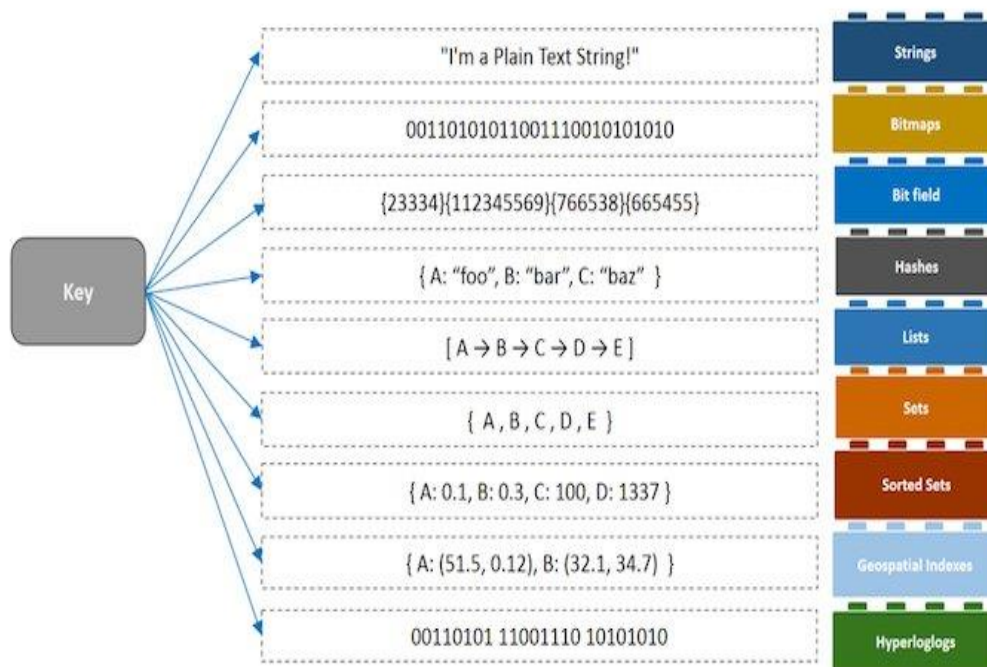 "I'm a Plain Text String!"
Strings
00110101011001110010101010
Bitmaps
{23334}{112345569}{766538}{665455}
Bit field
Key
{ A: “foo”, B: “bar”, C: “baz” }
Hashes
[ A → B → C → D → E ]
Lists
{ A , B , C , D , E }
Sets
{ A: 0.1, B: 0.3, C: 100, D: 1337 }
Sorted Sets
{ A: (51.5, 0.12), B: (32.1, 34.7) }
Geospatial Indexes
00110101 11001110 10101010
Hyperloglogs